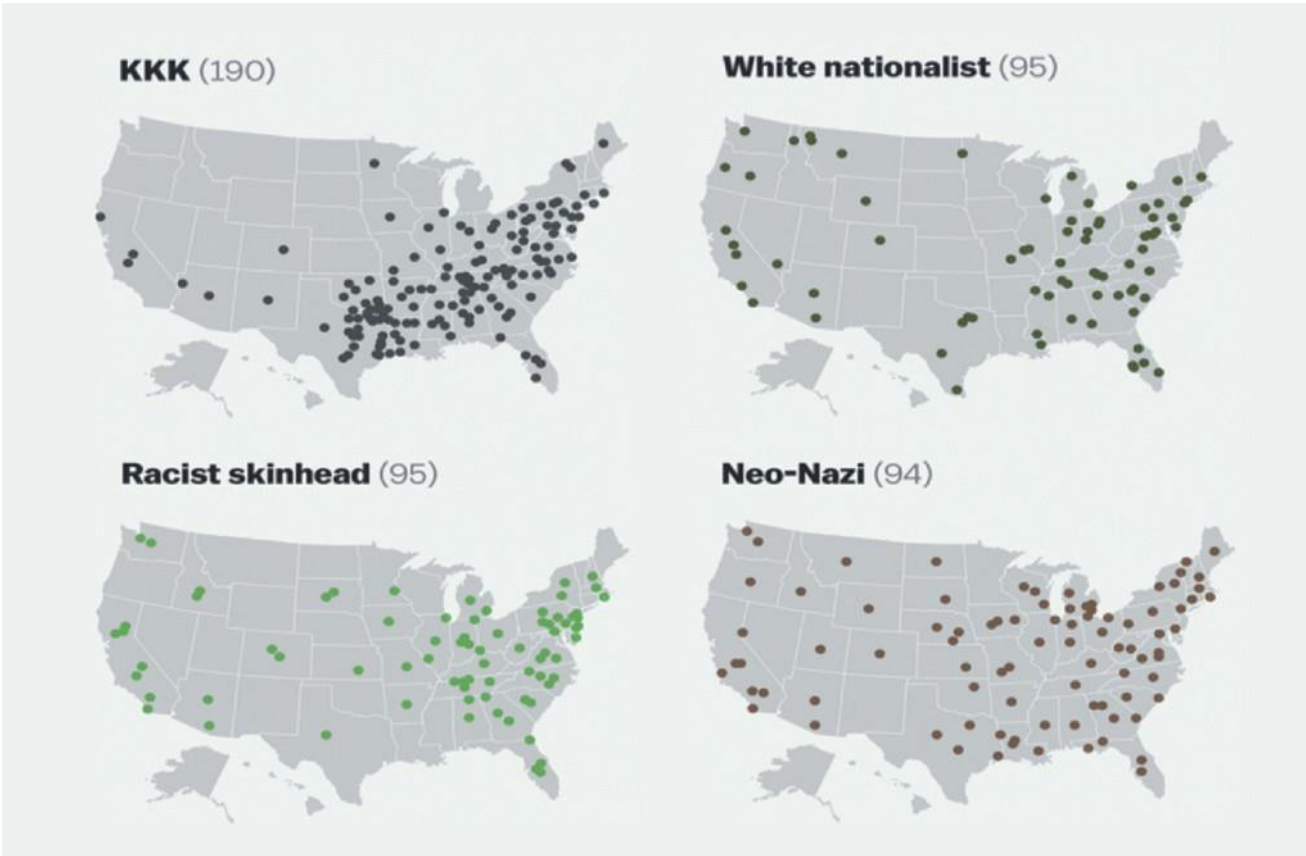 KKK (190)
White nationalist (95)
Racist skinhead (95)
Neo-Nazi (94)